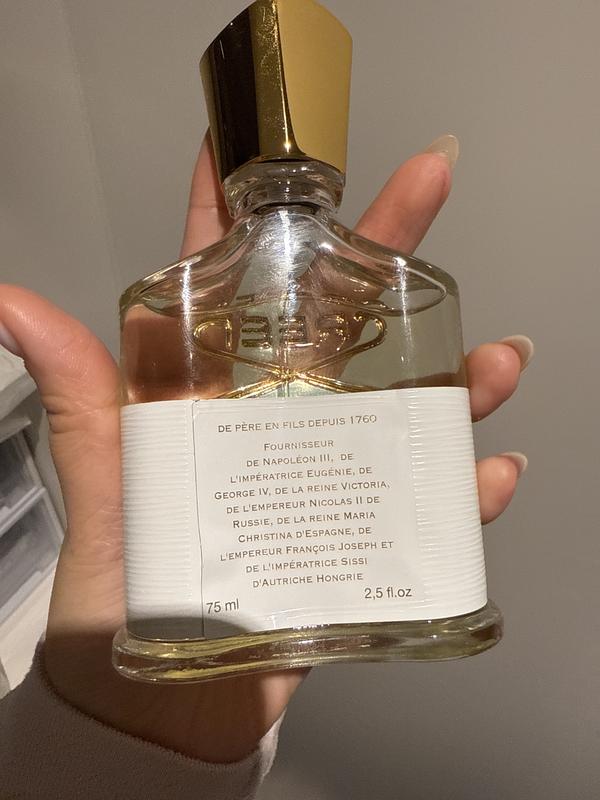 DE PÈRE EN FILS DEPUIS 1760
FOURNISSEUR
DE NAPOLÉON III, DE
L'IMPÉRATRICE EUGÉNIE, DE
GEORGE IV, DE LA REINE VICTORIA,
DE L'EMPEREUR NICOLAS II DE
RUSSIE, DE LA REINE MARIA
CHRISTINA D'ESPAGNE, DE
L'EMPEREUR FRANÇOIS JOSEPH ET
DE L'IMPÉRATRICE SISSI
D'AUTRICHE HONGRIE
75 ml 2,5 fl.oz